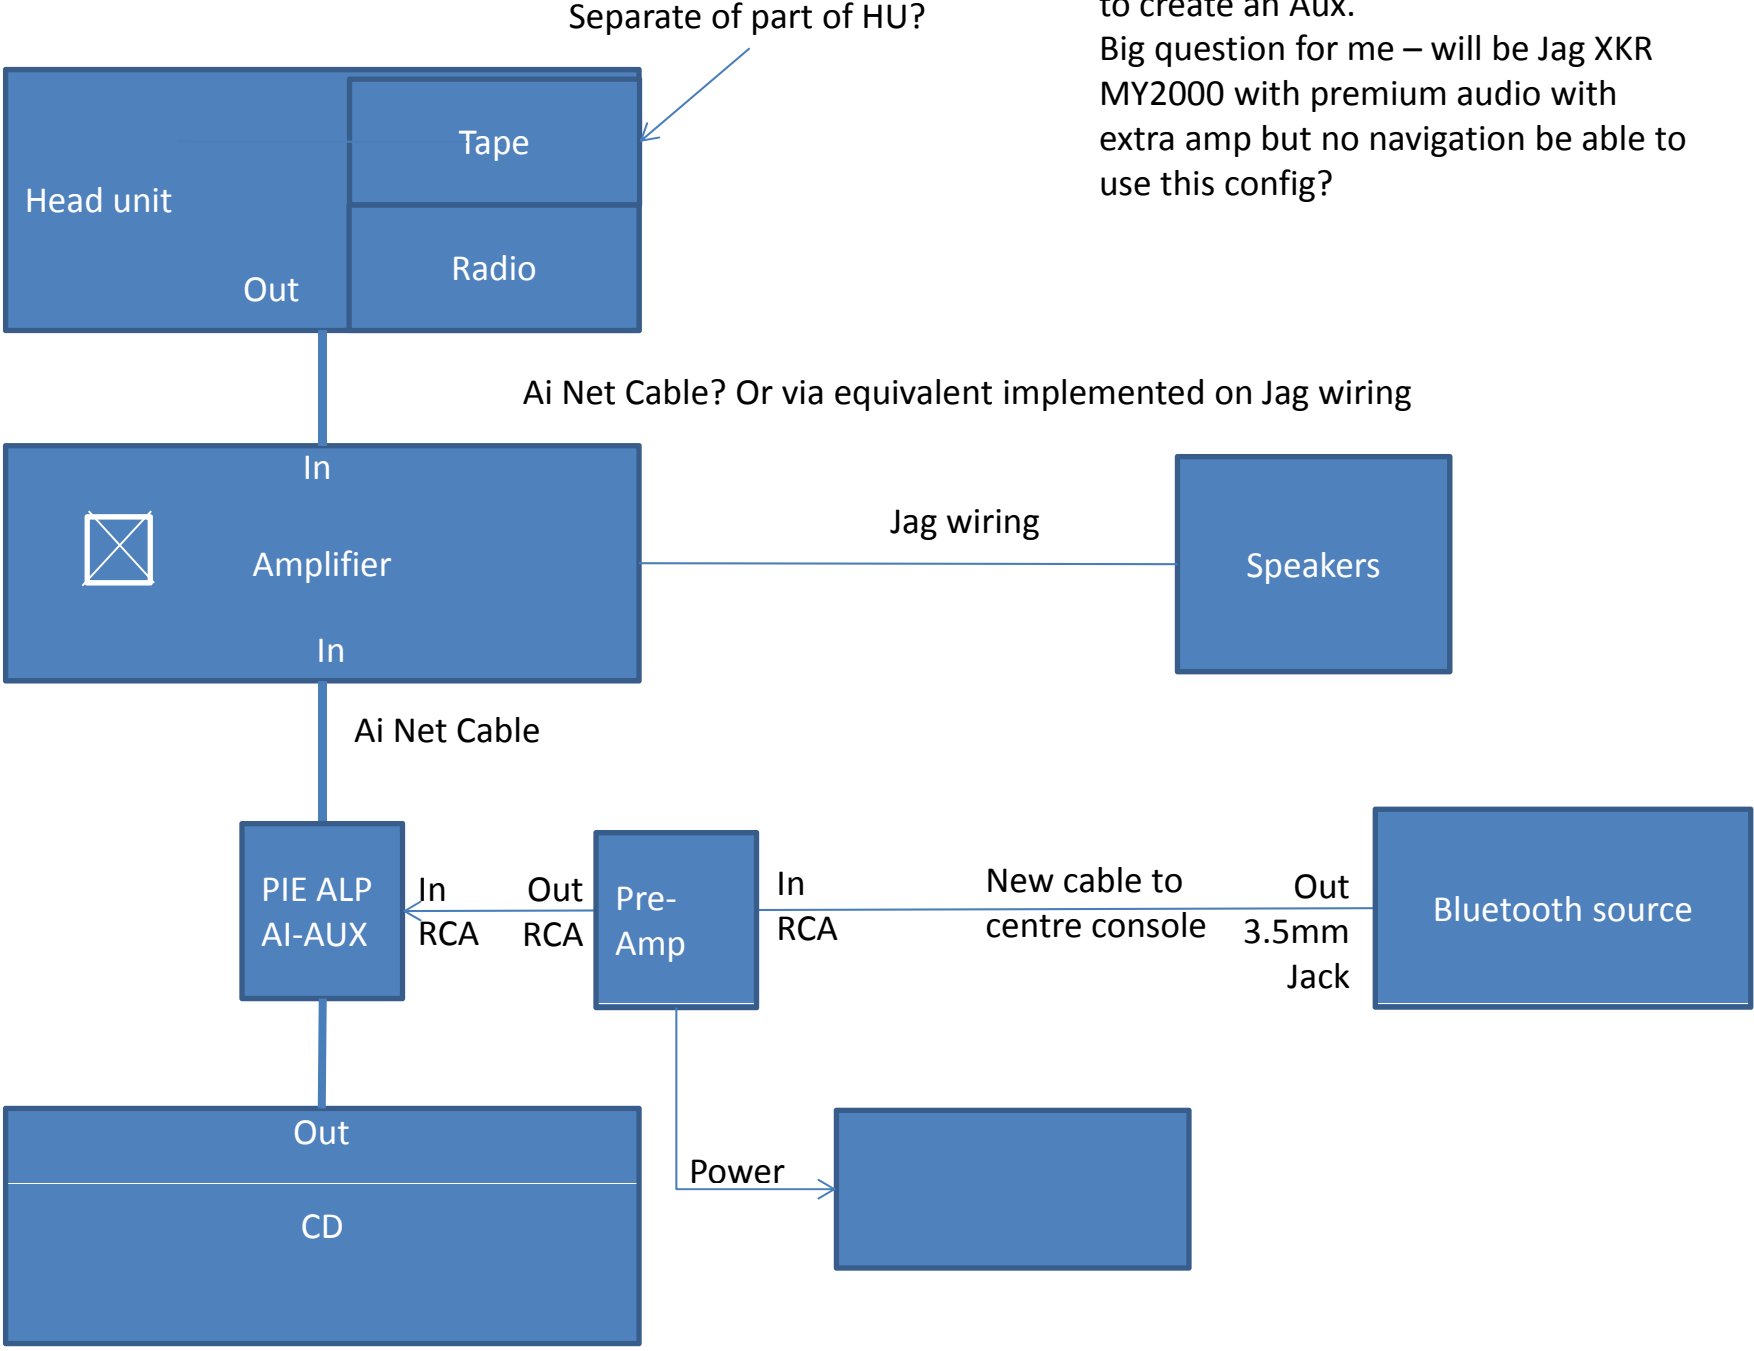 Separate of part of HU?
to create an Aux.
Big question for me – will be Jag XKR
MY2000 with premium audio with
extra amp but no navigation be able to
use this config?
Tape
Head unit
Radio
Out
Ai Net Cable? Or via equivalent implemented on Jag wiring
In
Jag wiring
Amplifier
Speakers
In
Ai Net Cable
PIE ALP
AI-AUX
In
RCA
Out
RCA
Pre-
Amp
In
RCA
New cable to
centre console
Out
3.5mm
Jack
Bluetooth source
Out
Power
CD